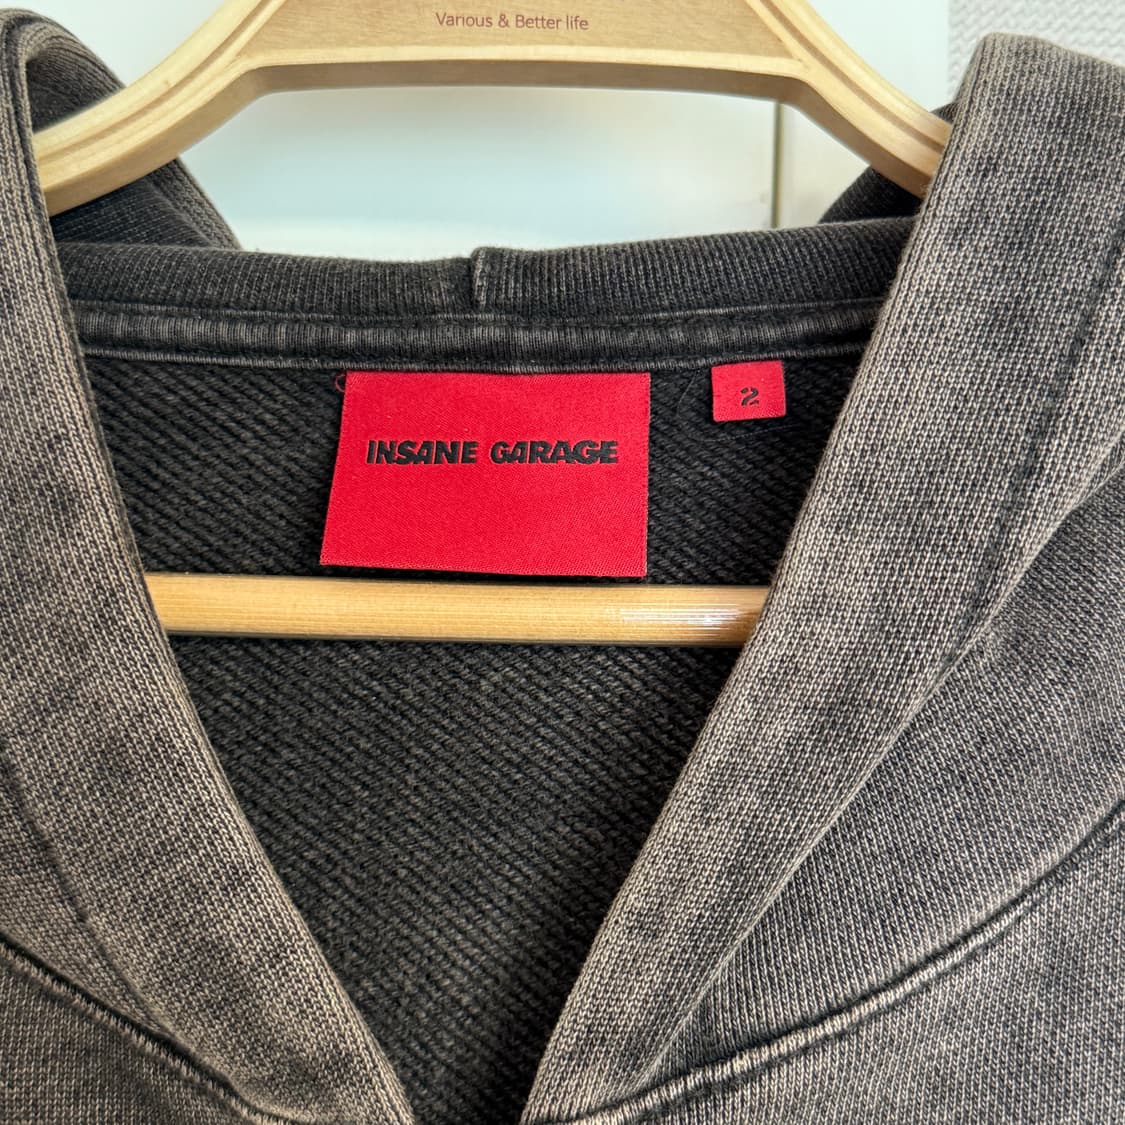 Various & Better life
INSANE GARAGE
2